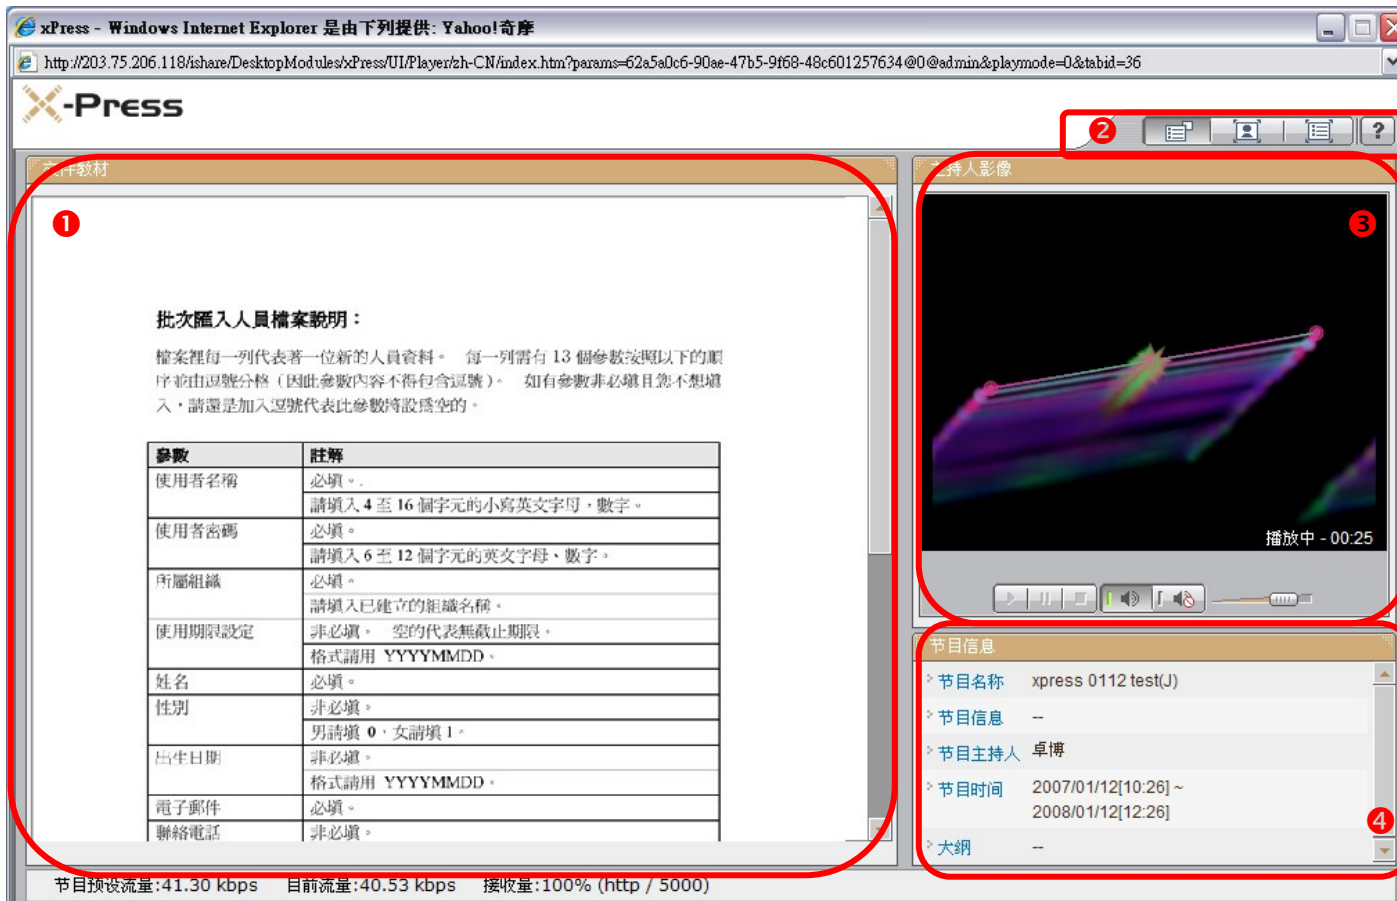 xPress - Windows Internet Explorer 是由下列提供: Yahoo!奇摩
http://203.75.206.118/ishare/DesktopModules/xPress/UI/Player/zh-CN/index.htm?params=62a5a0c6-90ae-47b5-9f68-48c601257634@0@admin&playmode=0&tabid=36
X-Press
2
?
文件教材
1
批次匯入人員檔案說明：
檔案裡每一列代表著一位新的人員資料。 每一列需有 13 個參數按照以下的順
序並由逗號分格（因此參數內容不得包含逗號）。 如有參數非必填且您不想填
入，請還是加入逗號代表此參數將設為空的。
參數 註解
使用者名稱 必填。.
請填入 4 至 16 個字元的小寫英文字母，數字。
使用者密碼 必填。
請填入 6 至 12 個字元的英文字母、數字。
所屬組織 必填。
請填入已建立的組織名稱。
使用期限設定 非必填。 空的代表無截止期限。
格式請用 YYYYMMDD。
姓名 必填。
性別 非必填。
男請填 0、女請填 1。
出生日期 非必填。
格式請用 YYYYMMDD。
電子郵件 必填。
聯絡電話 非必填。
主持人影像
3
播放中 - 00:25
节目信息
节目名称 xpress 0112 test(J)
节目信息 --
节目主持人 卓博
节目时间 2007/01/12[10:26] ~
2008/01/12[12:26]
4
大纲 --
节目预设流量:41.30 kbps 目前流量:40.53 kbps 接收量:100% (http / 5000)